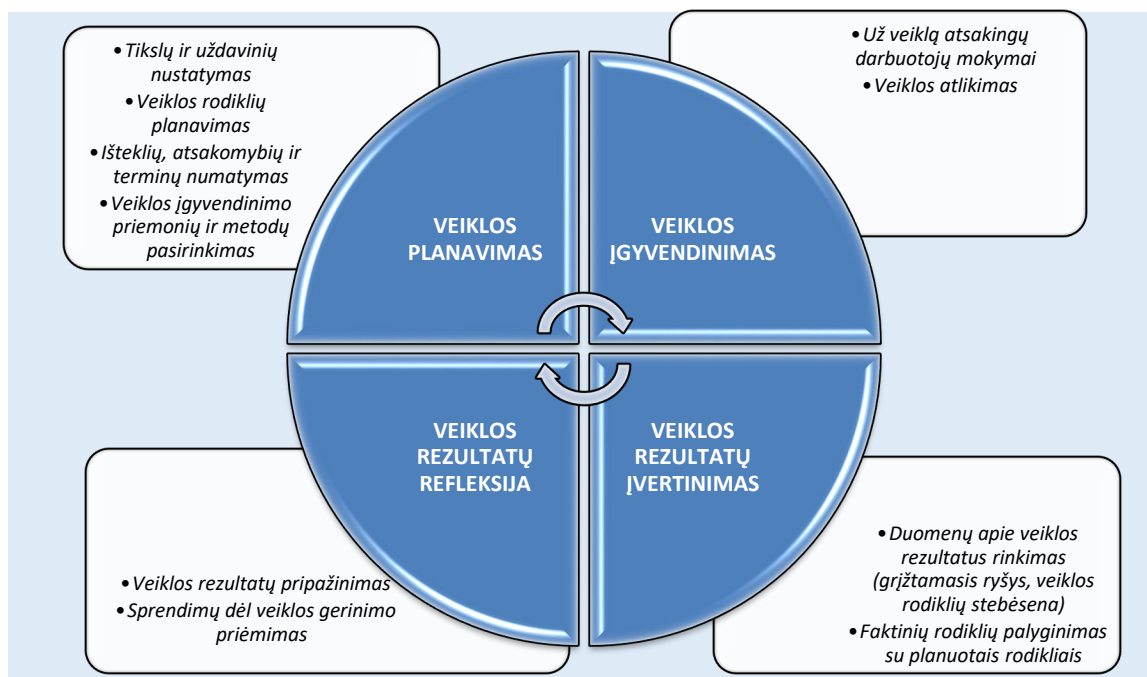 •Tikslų ir uždavinių
nustatymas
•Veiklos rodiklių
planavimas
•Išteklių, atsakomybių ir
terminų numatymas
•Veiklos įgyvendinimo
priemonių ir metodų
pasirinkimas
•Už veiklą atsakingų
darbuotojų mokymai
•Veiklos atlikimas
VEIKLOS
PLANAVIMAS
VEIKLOS
ĮGYVENDINIMAS
VEIKLOS
REZULTATŲ
REFLEKSIJA
VEIKLOS
REZULTATŲ
ĮVERTINIMAS
•Veiklos rezultatų pripažinimas
•Sprendimų dėl veiklos gerinimo
priėmimas
•Duomenų apie veiklos
rezultatus rinkimas
(grįžtamasis ryšys, veiklos
rodiklių stebėsena)
•Faktinių rodiklių palyginimas
su planuotais rodikliais